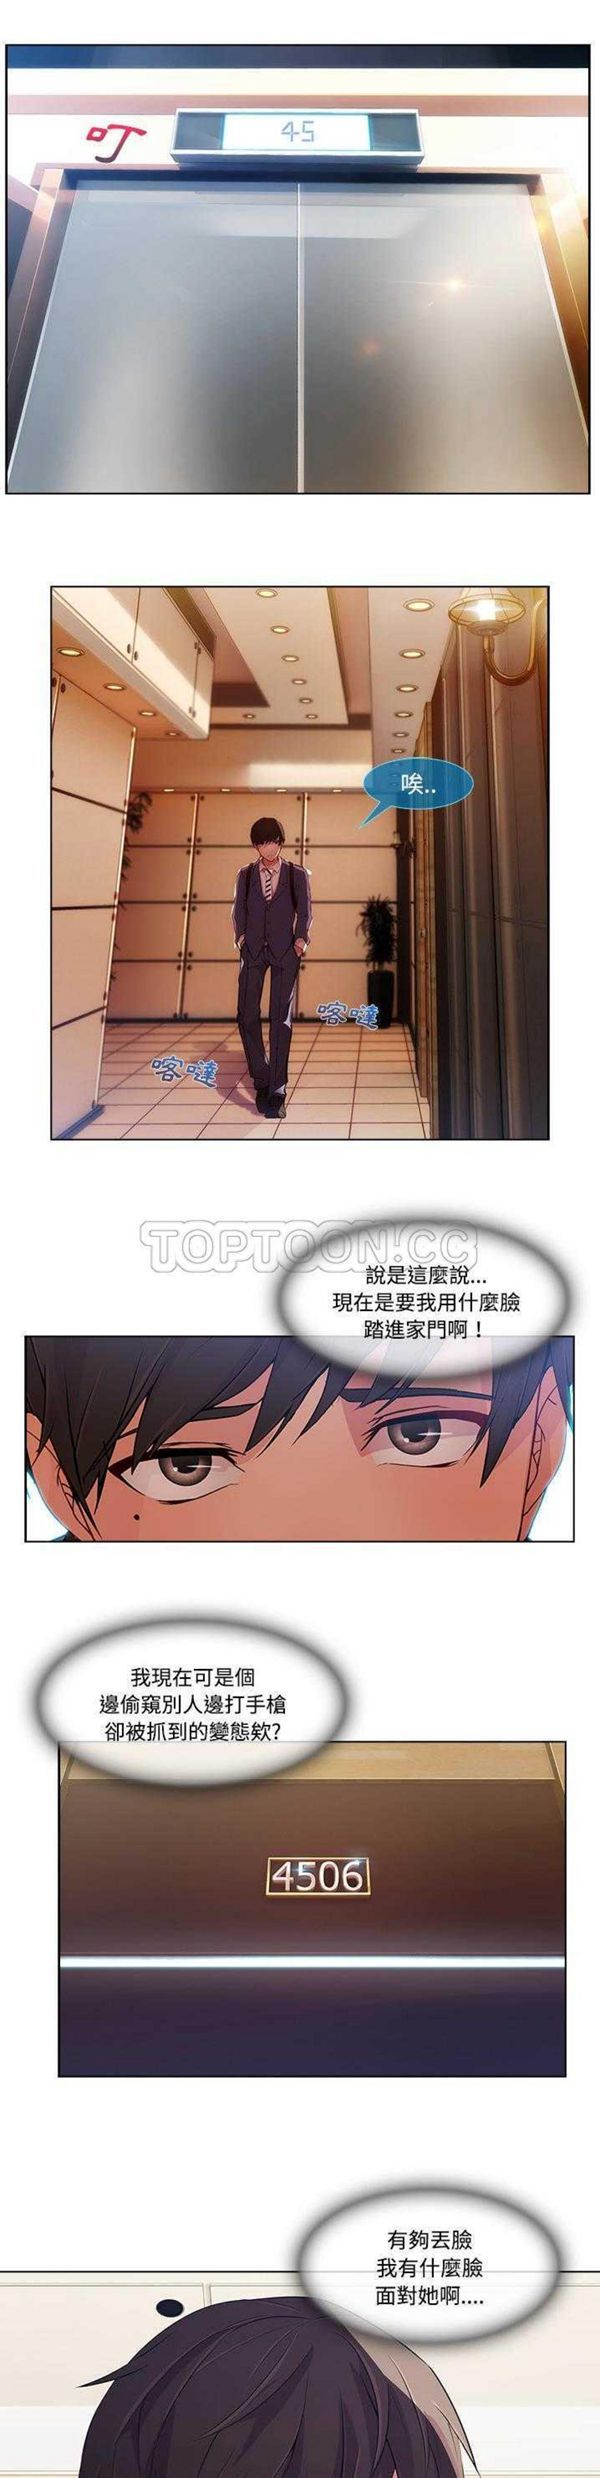 45
叮
唉..
喀噠
喀噠
TOPTOON.CC
說是這麼說...
現在是要我用什麼臉
踏進家門啊！
我現在可是個
邊偷窺別人邊打手槍
卻被抓到的變態欸?
4506
有夠丟臉
我有什麼臉
面對她啊....